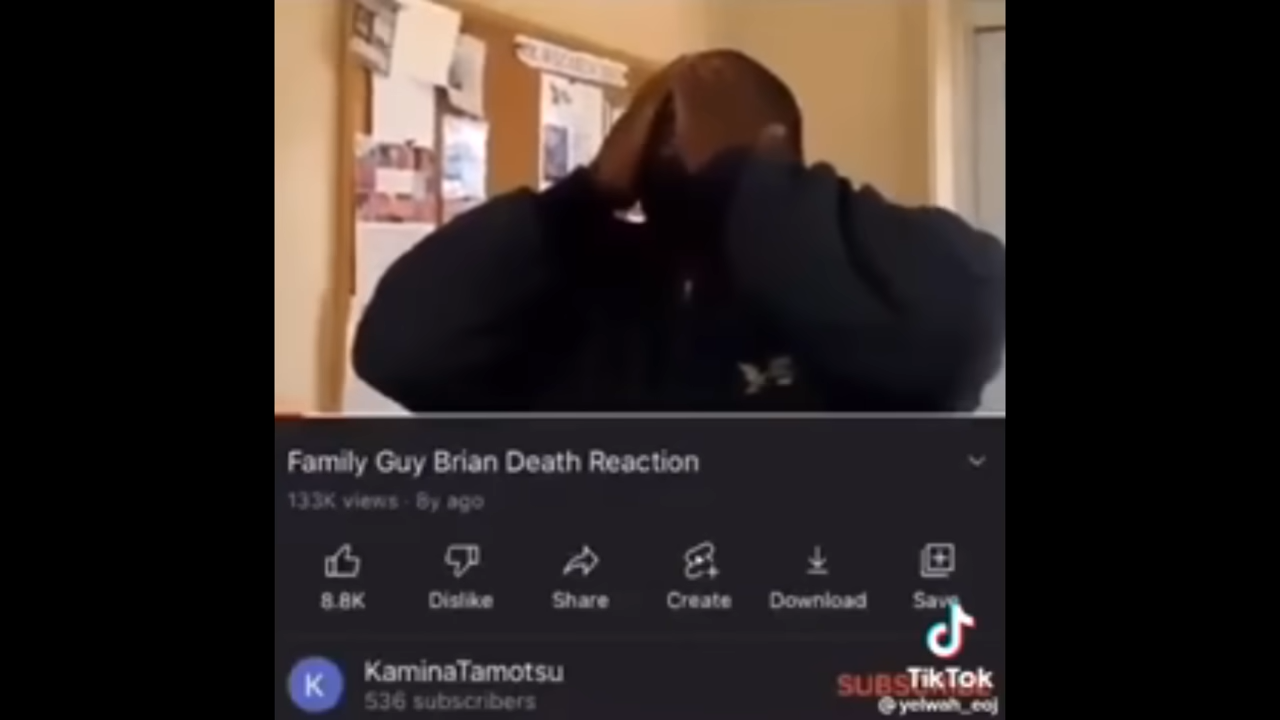 Family Guy Brian Death Reaction
133K views · 8y ago
8.8K
Dislike
Share
Create
Download
Save
K
KaminaTamotsu
536 subscribers
SUBSCRIBE
TikTok
@yelwah_eoj